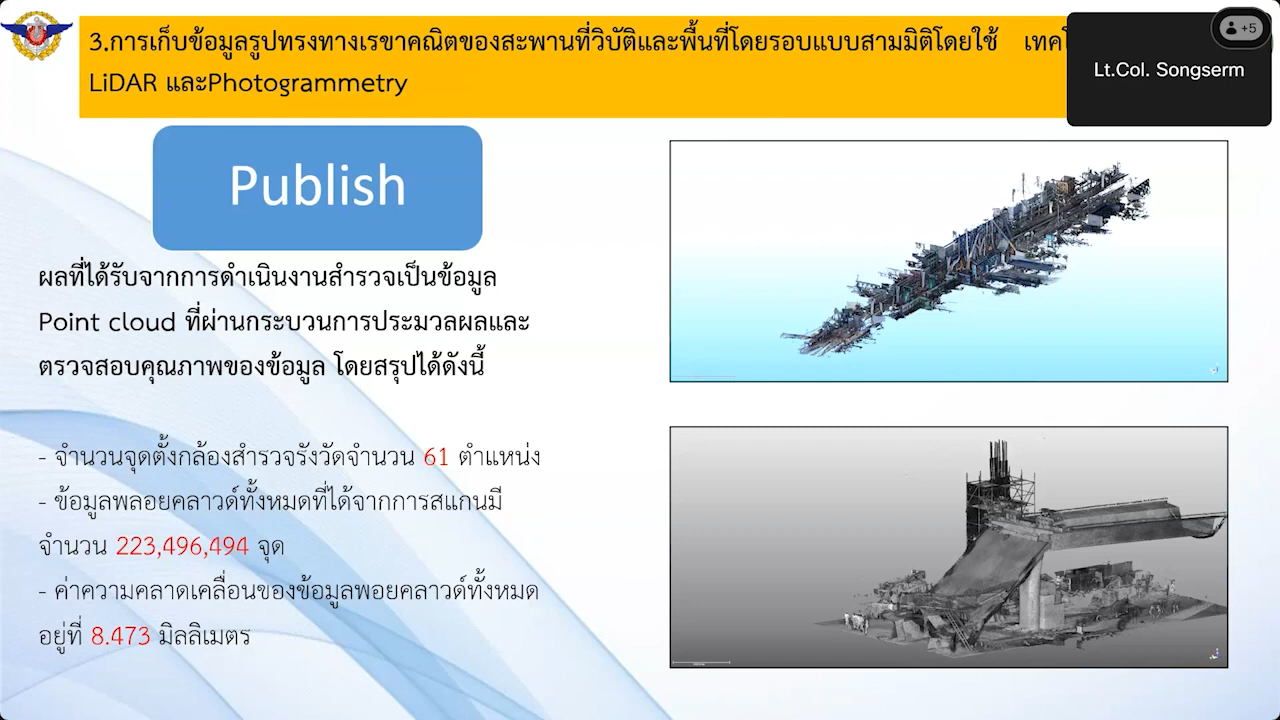 3.การเก็บข้อมูลรูปทรงทางเรขาคณิตของสะพานที่วิบัติและพื้นที่โดยรอบแบบสามมิติโดยใช้
LiDAR และPhotogrammetry
+5
Lt.Col. Songserm
Publish
ผลที่ได้รับจากการดำเนินงานสำรวจเป็นข้อมูล
Point cloud ที่ผ่านกระบวนการประมวลผลและ
ตรวจสอบคุณภาพของข้อมูล โดยสรุปได้ดังนี้
- จำนวนจุดตั้งกล้องสำรวจรังวัดจำนวน 61 ตำแหน่ง
- ข้อมูลพลอยคลาวด์ทั้งหมดที่ได้จากการสแกนมี
จำนวน 223,496,494 จุด
- ค่าความคลาดเคลื่อนของข้อมูลพอยคลาวด์ทั้งหมด
อยู่ที่ 8.473 มิลลิเมตร